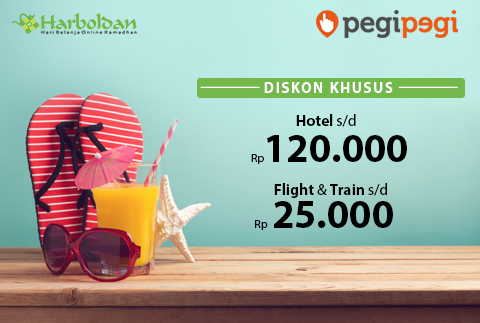 Harboldan
Hari Belanja Online Ramadhan
pegipegi
DISKON KHUSUS
Hotel s/d
Rp 120.000
Flight & Train s/d
Rp 25.000